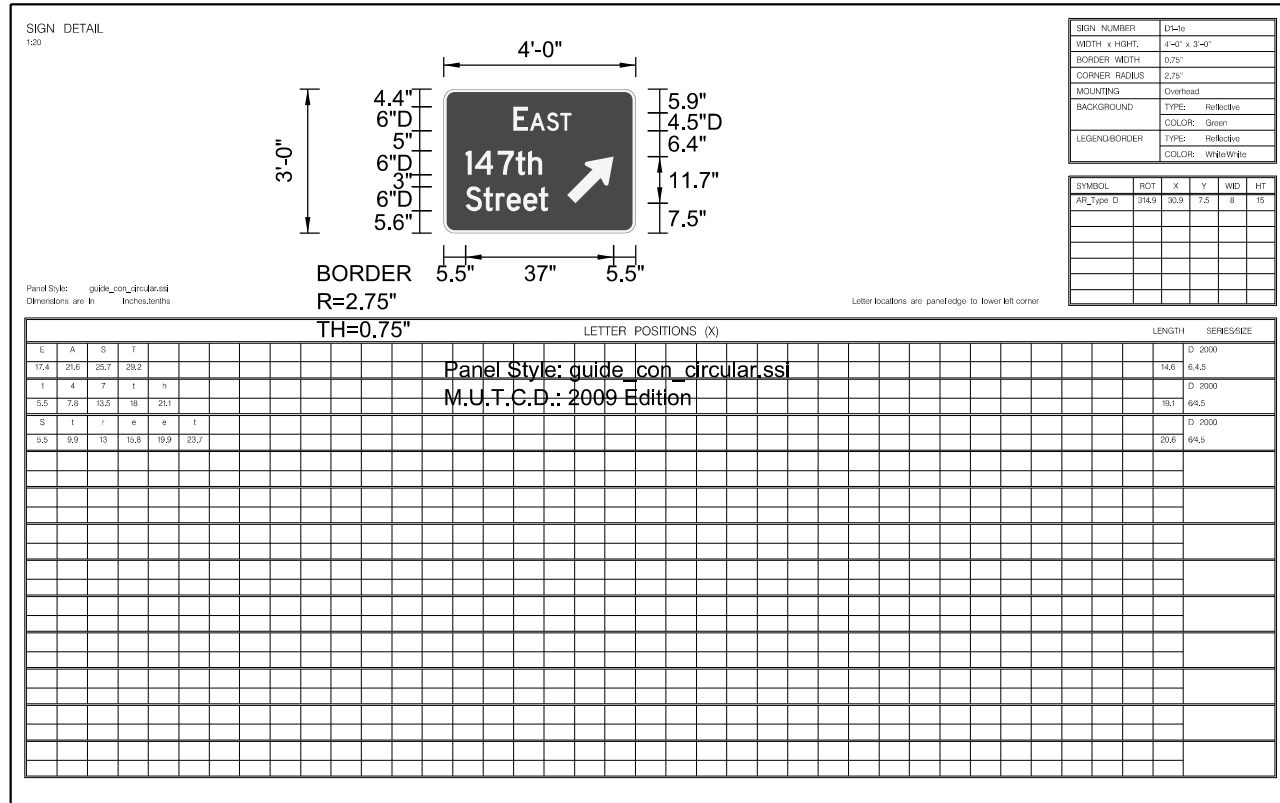 SIGN DETAIL
1:20
4'-0"
3'-0"
4.4"
6"D
5"
6"D
3"
6"D
5.6"
EAST
147th
Street
5.9"
4.5"D
6.4"
11.7"
7.5"
5.5" 37" 5.5"
BORDER
R=2.75"
TH=0.75"
Panel Style: guide_con_circular.ssi
M.U.T.C.D.: 2009 Edition
SIGN NUMBER D1-1e
WIDTH x HGHT. 4'-0" x 3'-0"
BORDER WIDTH 0.75"
CORNER RADIUS 2.75"
MOUNTING Overhead
BACKGROUND TYPE: Reflective
COLOR: Green
LEGEND/BORDER TYPE: Reflective
COLOR: White/White
SYMBOL ROT X Y WID HT
AR_Type D 314.9 30.9 7.5 8 15
Panel Style: guide_con_circular.ssi
Dimensions are in inches.tenths
Letter locations are panel edge to lower left corner
LETTER POSITIONS (X) LENGTH SERIES/SIZE
E A S T D 2000
17.4 21.6 25.7 29.2 14.6 6,4.5
1 4 7 t h D 2000
5.5 7.8 13.5 18 21.1 19.1 6/4.5
S t r e e t D 2000
5.5 9.9 13 15.8 19.9 23.7 20.6 6/4.5